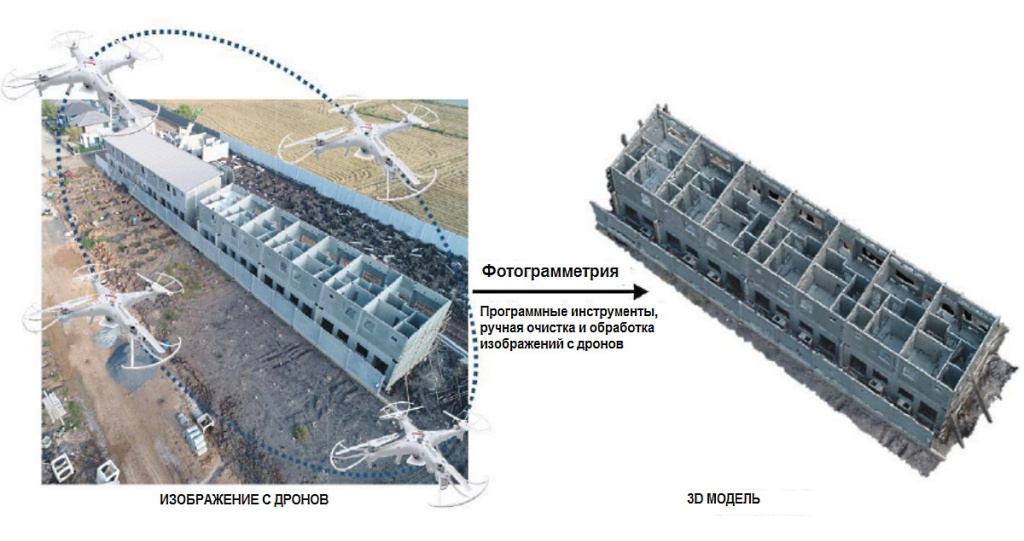 Фотограмметрия
Программные инструменты,
ручная очистка и обработка
изображений с дронов
ИЗОБРАЖЕНИЕ С ДРОНОВ
3D МОДЕЛЬ